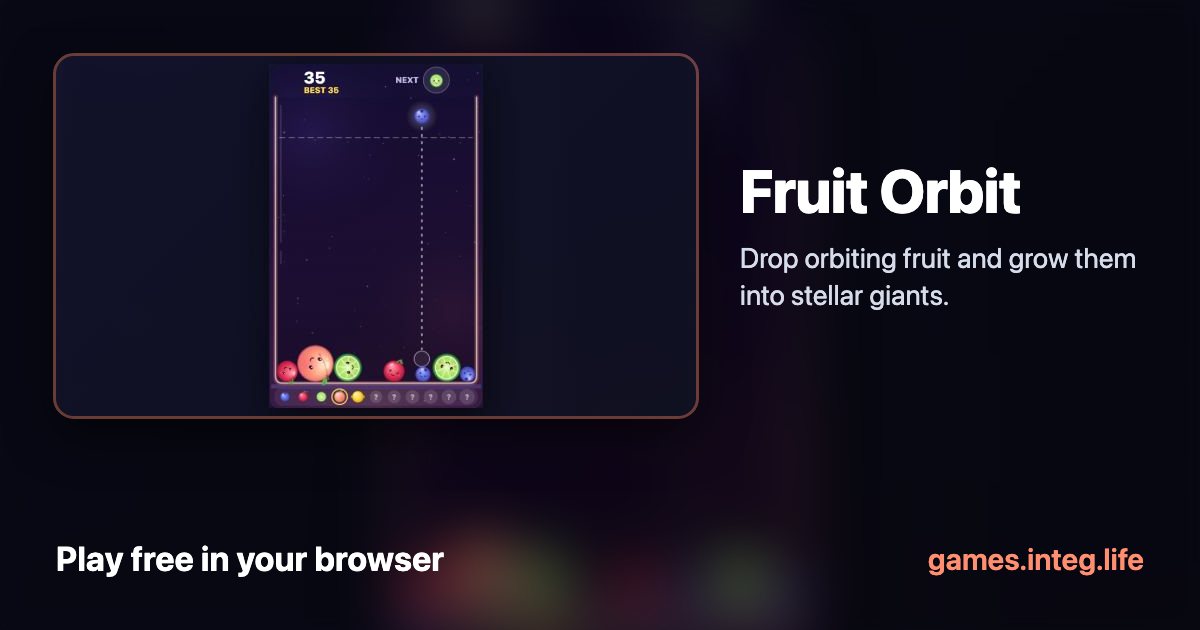 35
BEST 35
NEXT
? ? ? ? ? ?
Fruit Orbit
Drop orbiting fruit and grow them
into stellar giants.
Play free in your browser
games.integ.life